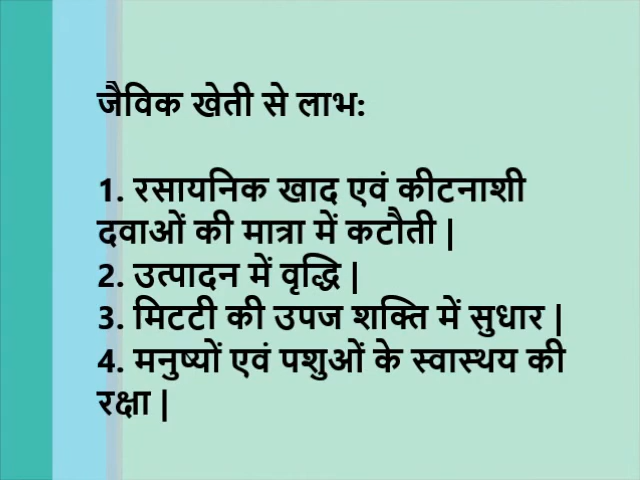 जैविक खेती से लाभ:
1. रसायनिक खाद एवं कीटनाशी
दवाओं की मात्रा में कटौती |
2. उत्पादन में वृद्धि |
3. मिटटी की उपज शक्ति में सुधार |
4. मनुष्यों एवं पशुओं के स्वास्थय की
रक्षा |